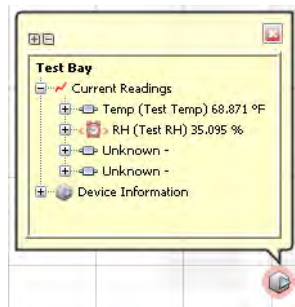 Test Bay
Current Readings
Temp (Test Temp) 68.871 °F
RH (Test RH) 35.095 %
Unknown -
Unknown -
Device Information